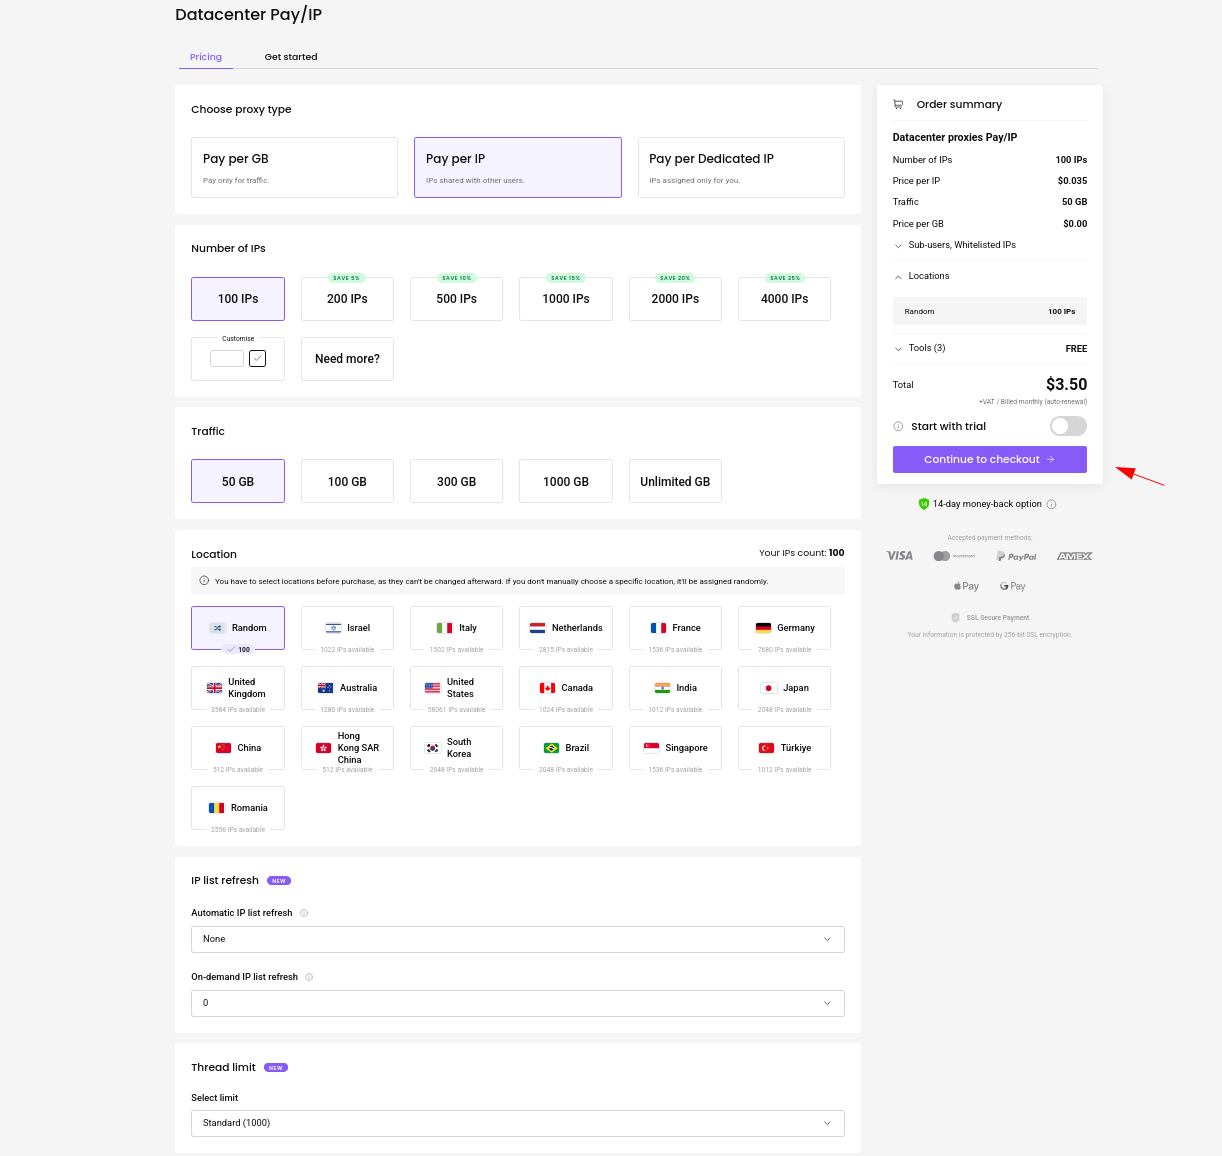 Datacenter Pay/IP
Pricing
Get started
Choose proxy type
Pay per GB
Pay only for traffic.
Pay per IP
IPs shared with other users.
Pay per Dedicated IP
IPs assigned only for you.
Number of IPs
100 IPs
SAVE 5%
200 IPs
SAVE 10%
500 IPs
SAVE 15%
1000 IPs
SAVE 20%
2000 IPs
SAVE 25%
4000 IPs
Customise
Need more?
Traffic
50 GB
100 GB
300 GB
1000 GB
Unlimited GB
Location
Your IPs count: 100
You have to select locations before purchase, as they can't be changed afterward. If you don't manually choose a specific location, it'll be assigned randomly.
Random
100
Israel
1022 IPs available
Italy
1502 IPs available
Netherlands
2815 IPs available
France
1536 IPs available
Germany
7680 IPs available
United
Kingdom
3584 IPs available
Australia
1280 IPs available
United
States
56061 IPs available
Canada
1024 IPs available
India
1012 IPs available
Japan
2048 IPs available
China
512 IPs available
Hong
Kong SAR
China
512 IPs available
South
Korea
2048 IPs available
Brazil
2048 IPs available
Singapore
1536 IPs available
Türkiye
1012 IPs available
Romania
2556 IPs available
IP list refresh
NEW
Automatic IP list refresh
None
On-demand IP list refresh
0
Thread limit
NEW
Select limit
Standard (1000)
Order summary
Datacenter proxies Pay/IP
Number of IPs 100 IPs
Price per IP $0.035
Traffic 50 GB
Price per GB $0.00
Sub-users, Whitelisted IPs
Locations
Random 100 IPs
Tools (3) FREE
Total $3.50
+VAT / Billed monthly (auto-renewal)
Start with trial
Continue to checkout
14-day money-back option
Accepted payment methods:
VISA
PayPal
AMEX
Pay
G Pay
SSL Secure Payment
Your information is protected by 256-bit SSL encryption.